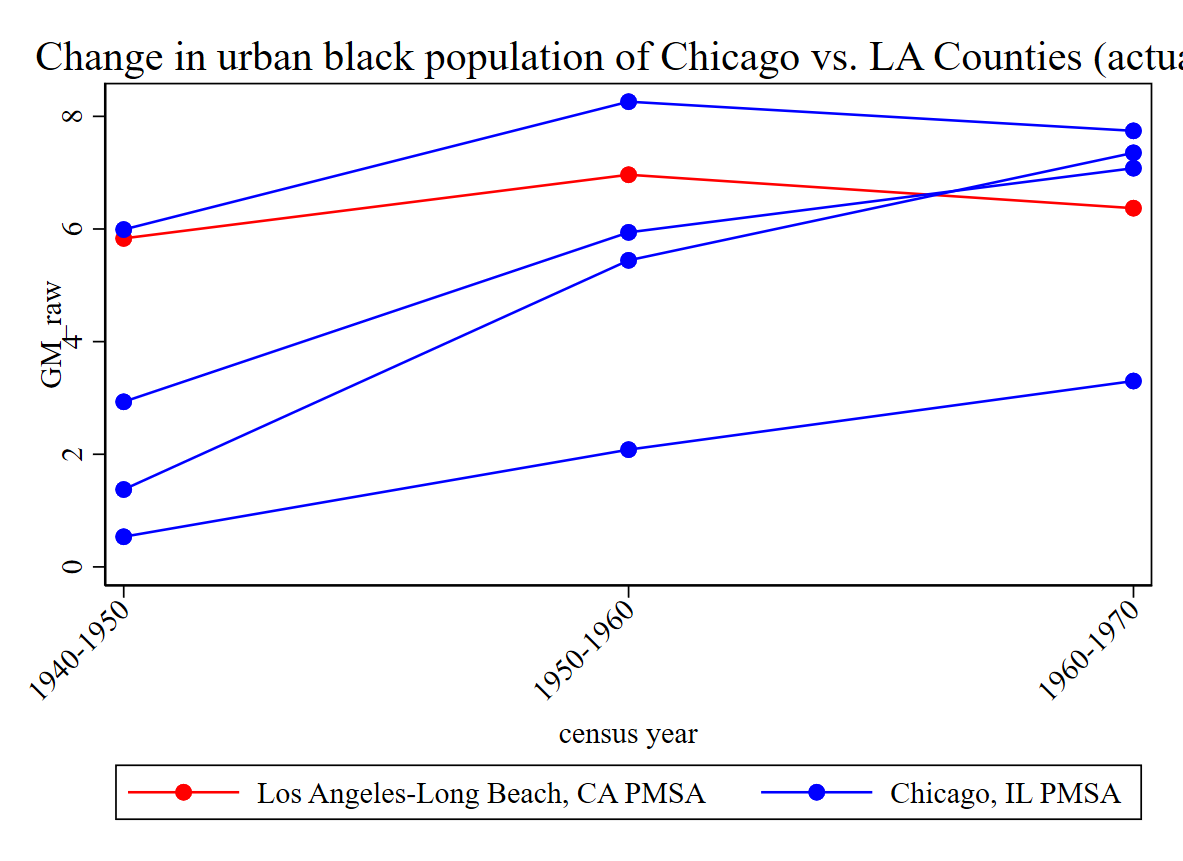 Change in urban black population of Chicago vs. LA Counties (actua
8
6
4
2
0
GM_raw
1940-1950
1950-1960
1960-1970
census year
Los Angeles-Long Beach, CA PMSA
Chicago, IL PMSA